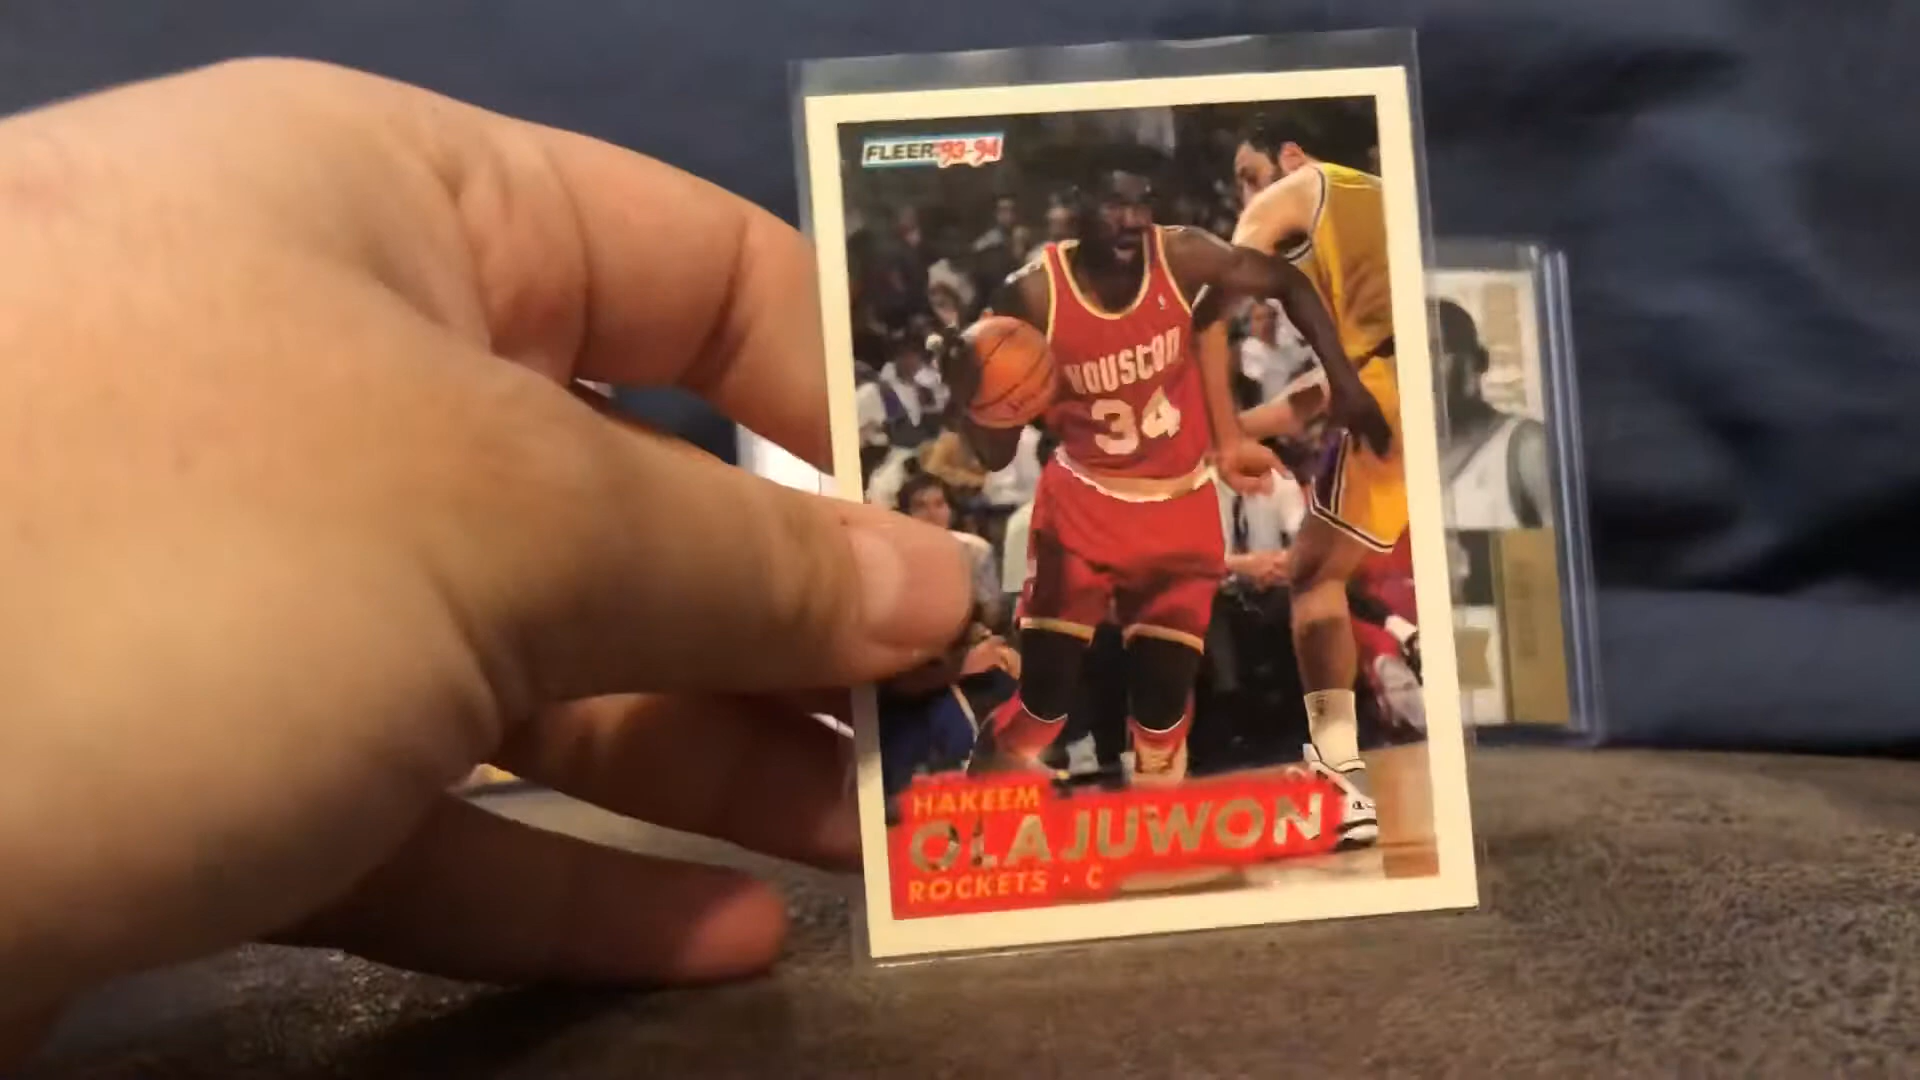 FLEER '93-94
HOUSTON
34
HAKEEM
OLAJUWON
ROCKETS • C